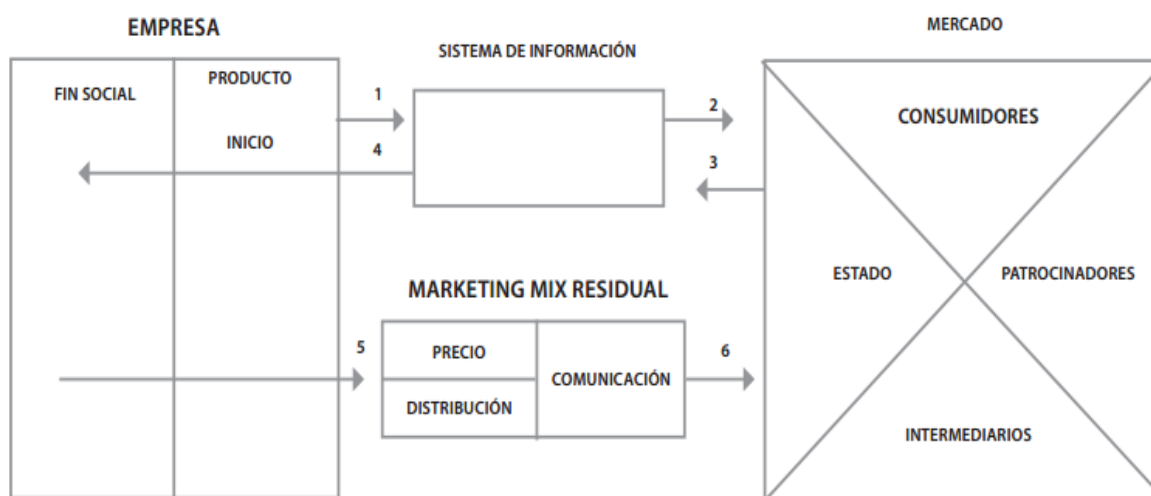 EMPRESA
FIN SOCIAL
PRODUCTO
INICIO
1
4
SISTEMA DE INFORMACIÓN
2
3
MERCADO
CONSUMIDORES
ESTADO
PATROCINADORES
INTERMEDIARIOS
MARKETING MIX RESIDUAL
5
PRECIO
DISTRIBUCIÓN
COMUNICACIÓN
6